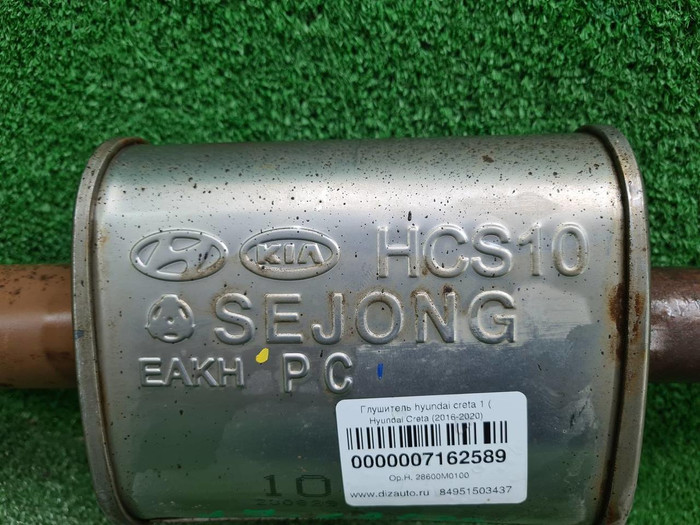 KIA HCS10
SEJONG
EAKH PC
10
Глушитель hyundai creta 1 (
Hyundai Creta (2016-2020)
0000007162589
Ор.Н. 28600M0100
www.dizauto.ru 84951503437